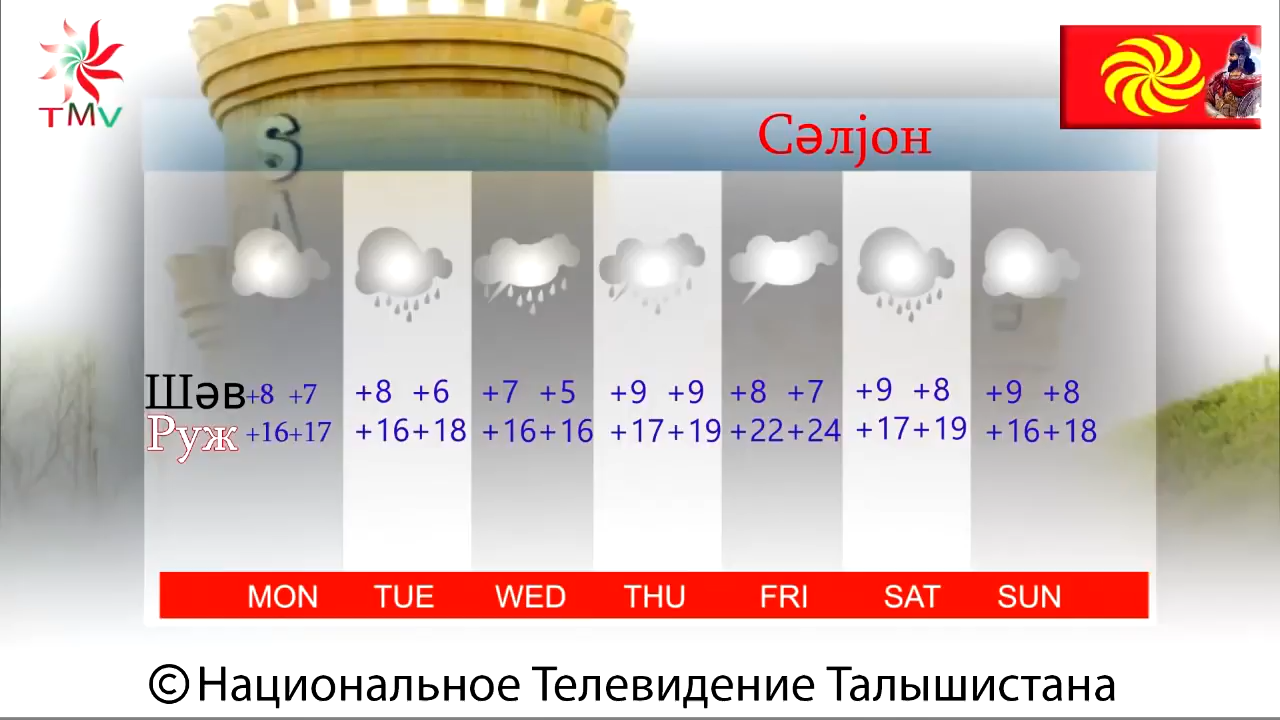 TMV
Сәлјон
S
Шәв +8 +7 +8 +6 +7 +5 +9 +9 +8 +7 +9 +8 +9 +8
Руж +16+17 +16+18 +16+16 +17+19 +22+24 +17+19 +16+18
MON TUE WED THU FRI SAT SUN
©Национальное Телевидение Талышистана